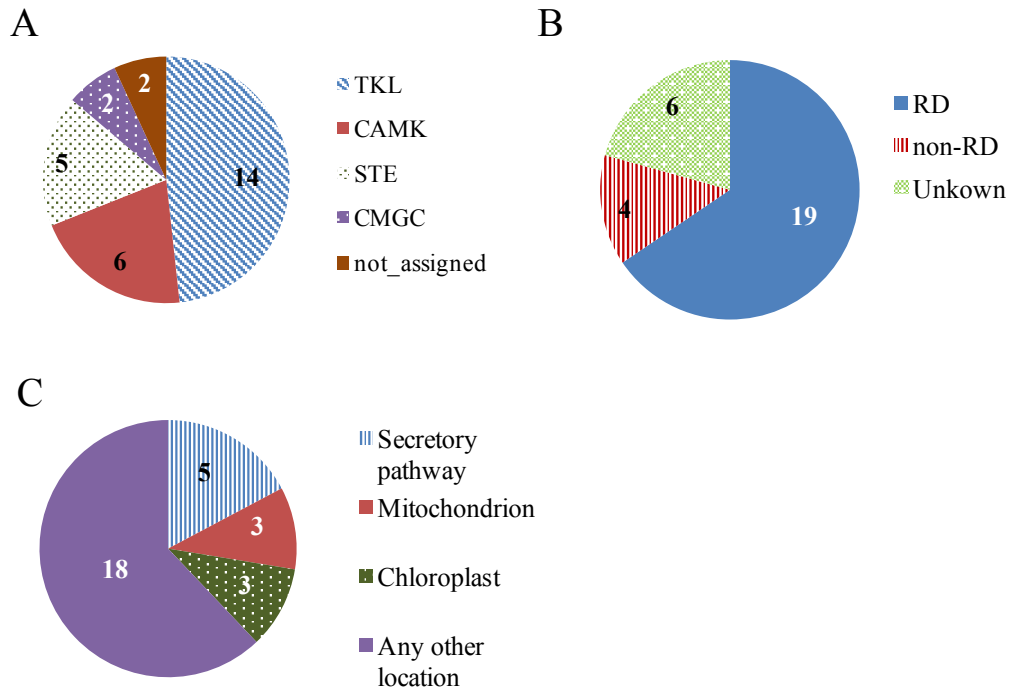 A
2
2
5
14
6
TKL
CAMK
STE
CMGC
not_assigned
B
6
4
19
RD
non-RD
Unkown
C
5
3
3
18
Secretory
pathway
Mitochondrion
Chloroplast
Any other
location